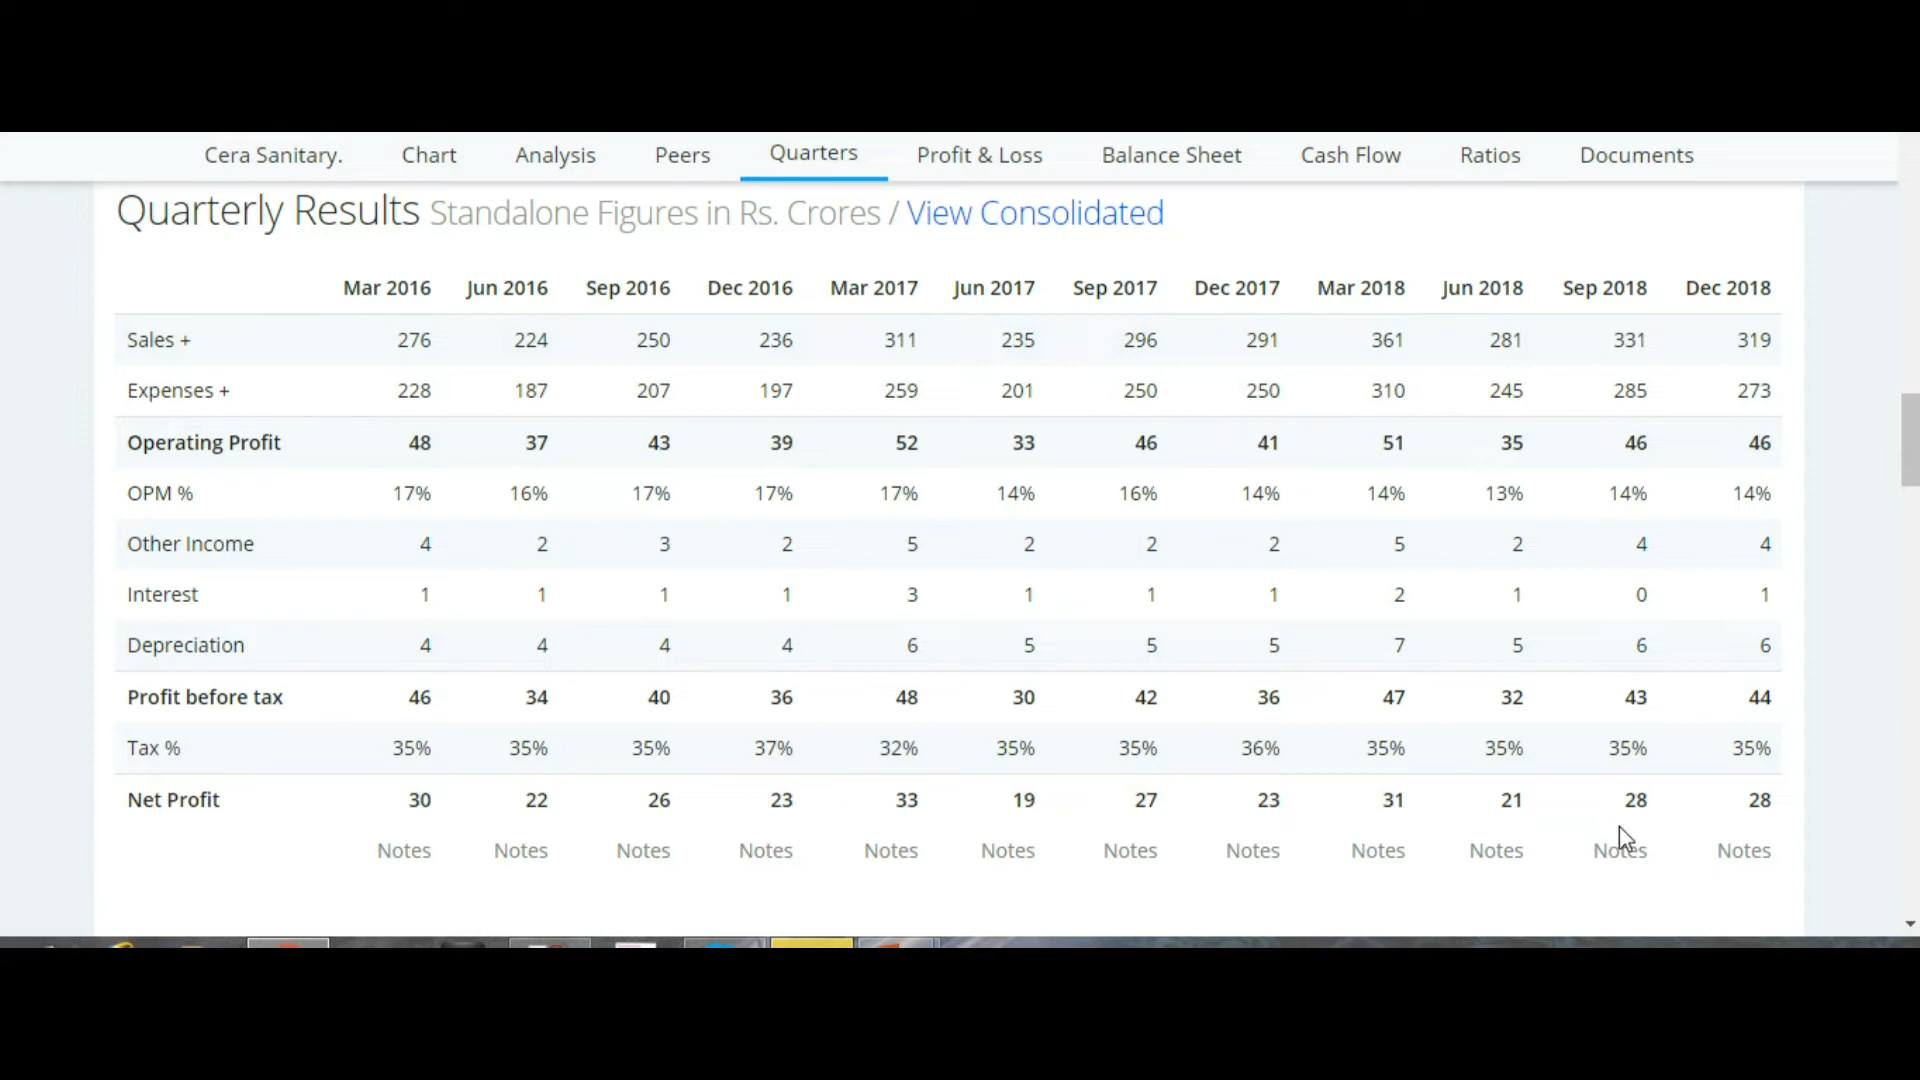 Cera Sanitary. Chart Analysis Peers Quarters Profit & Loss Balance Sheet Cash Flow Ratios Documents
Quarterly Results Standalone Figures in Rs. Crores / View Consolidated
Mar 2016 Jun 2016 Sep 2016 Dec 2016 Mar 2017 Jun 2017 Sep 2017 Dec 2017 Mar 2018 Jun 2018 Sep 2018 Dec 2018
Sales + 276 224 250 236 311 235 296 291 361 281 331 319
Expenses + 228 187 207 197 259 201 250 250 310 245 285 273
Operating Profit 48 37 43 39 52 33 46 41 51 35 46 46
OPM % 17% 16% 17% 17% 17% 14% 16% 14% 14% 13% 14% 14%
Other Income 4 2 3 2 5 2 2 2 5 2 4 4
Interest 1 1 1 1 3 1 1 1 2 1 0 1
Depreciation 4 4 4 4 6 5 5 5 7 5 6 6
Profit before tax 46 34 40 36 48 30 42 36 47 32 43 44
Tax % 35% 35% 35% 37% 32% 35% 35% 36% 35% 35% 35% 35%
Net Profit 30 22 26 23 33 19 27 23 31 21 28 28
Notes Notes Notes Notes Notes Notes Notes Notes Notes Notes Notes Notes